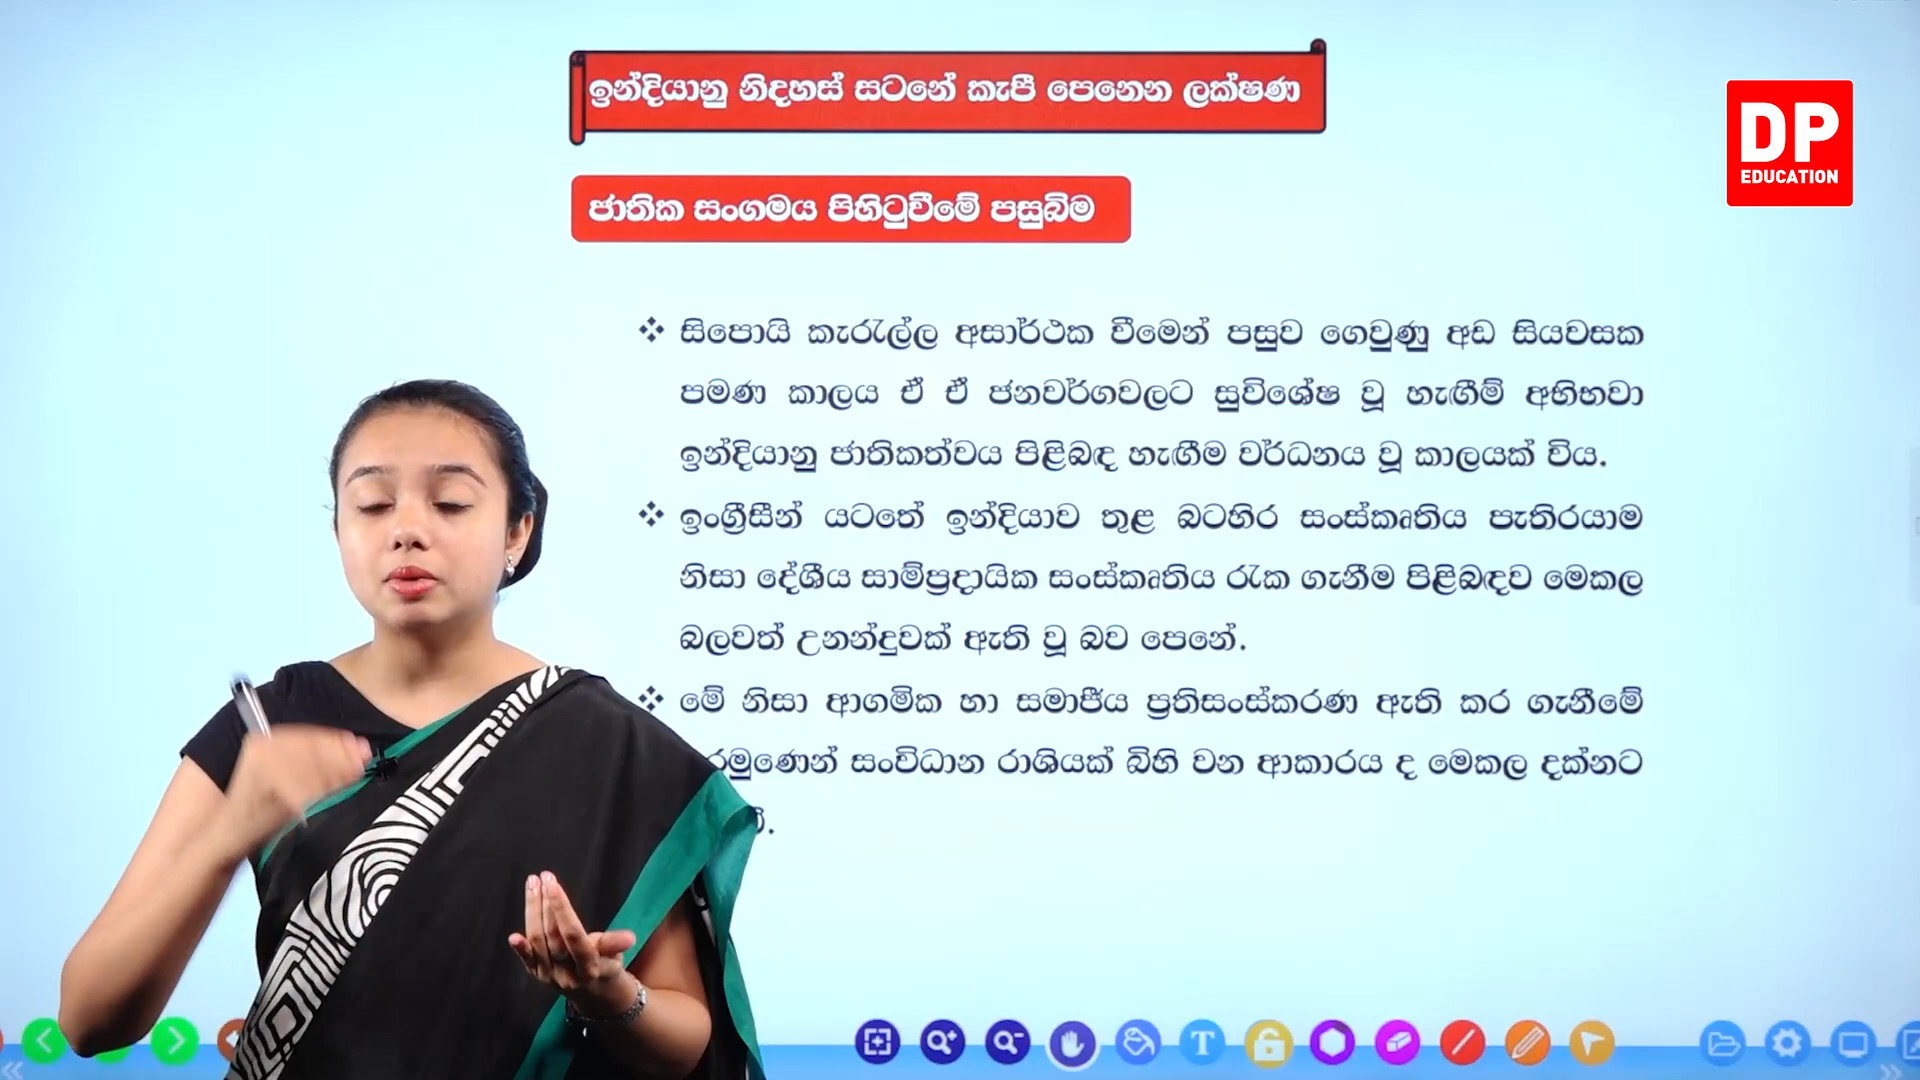 ඉන්දියානු නිදහස් සටනේ කැපී පෙනෙන ලක්ෂණ
DP
EDUCATION
ජාතික සංගමය පිහිටුවීමේ පසුබිම
❖ සිපොයි කැරැල්ල අසාර්ථක වීමෙන් පසුව ගෙවුණු අඩ සියවසක
පමණ කාලය ඒ ඒ ජනවර්ගවලට සුවිශේෂ වූ හැඟීම් අභිභවා
ඉන්දියානු ජාතිකත්වය පිළිබඳ හැඟීම වර්ධනය වූ කාලයක් විය.
❖ ඉංග්‍රීසීන් යටතේ ඉන්දියාව තුළ බටහිර සංස්කෘතිය පැතිරයාම
නිසා දේශීය සාම්ප්‍රදායික සංස්කෘතිය රැක ගැනීම පිළිබඳව මෙකල
බලවත් උනන්දුවක් ඇති වූ බව පෙනේ.
❖ මේ නිසා ආගමික හා සමාජීය ප්‍රතිසංස්කරණ ඇති කර ගැනීමේ
සංවිධාන රාශියක් බිහි වන ආකාරය ද මෙකල දක්නට